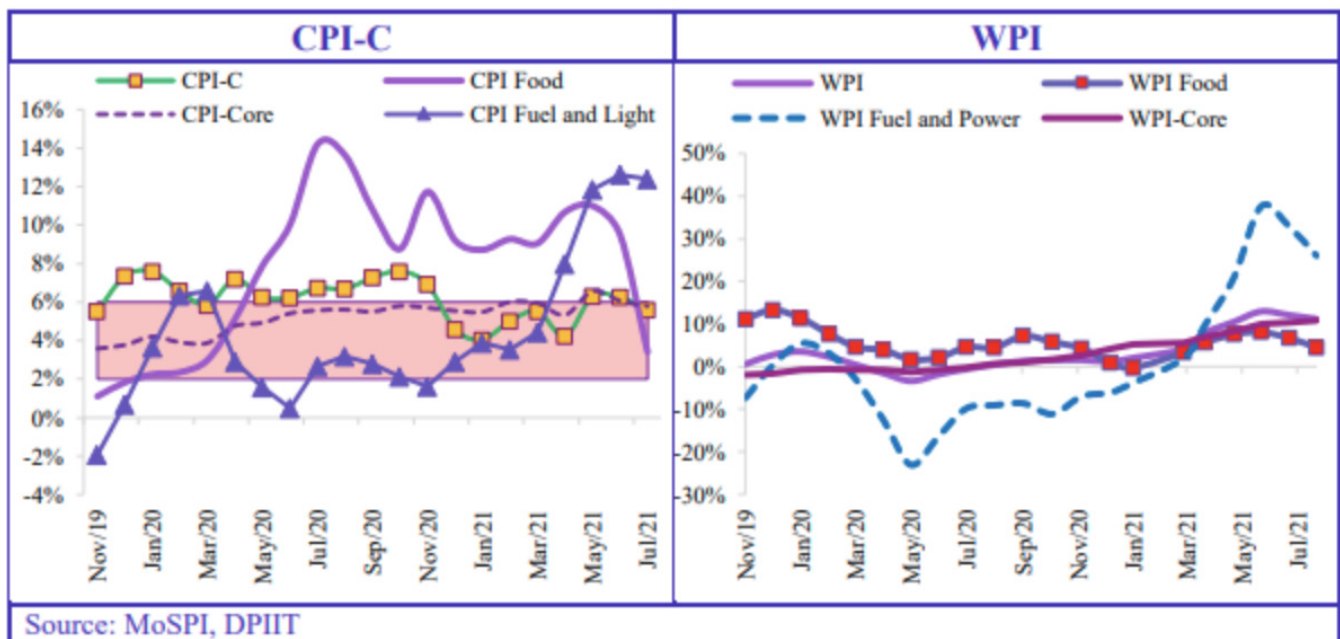 CPI-C
WPI
CPI-C
CPI Food
CPI-Core
CPI Fuel and Light
16%
14%
12%
10%
8%
6%
4%
2%
0%
-2%
-4%
Nov/19
Jan/20
Mar/20
May/20
Jul/20
Sep/20
Nov/20
Jan/21
Mar/21
May/21
Jul/21
WPI
WPI Food
WPI Fuel and Power
WPI-Core
50%
40%
30%
20%
10%
0%
-10%
-20%
-30%
Nov/19
Jan/20
Mar/20
May/20
Jul/20
Sep/20
Nov/20
Jan/21
Mar/21
May/21
Jul/21
Source: MoSPI, DPIIT